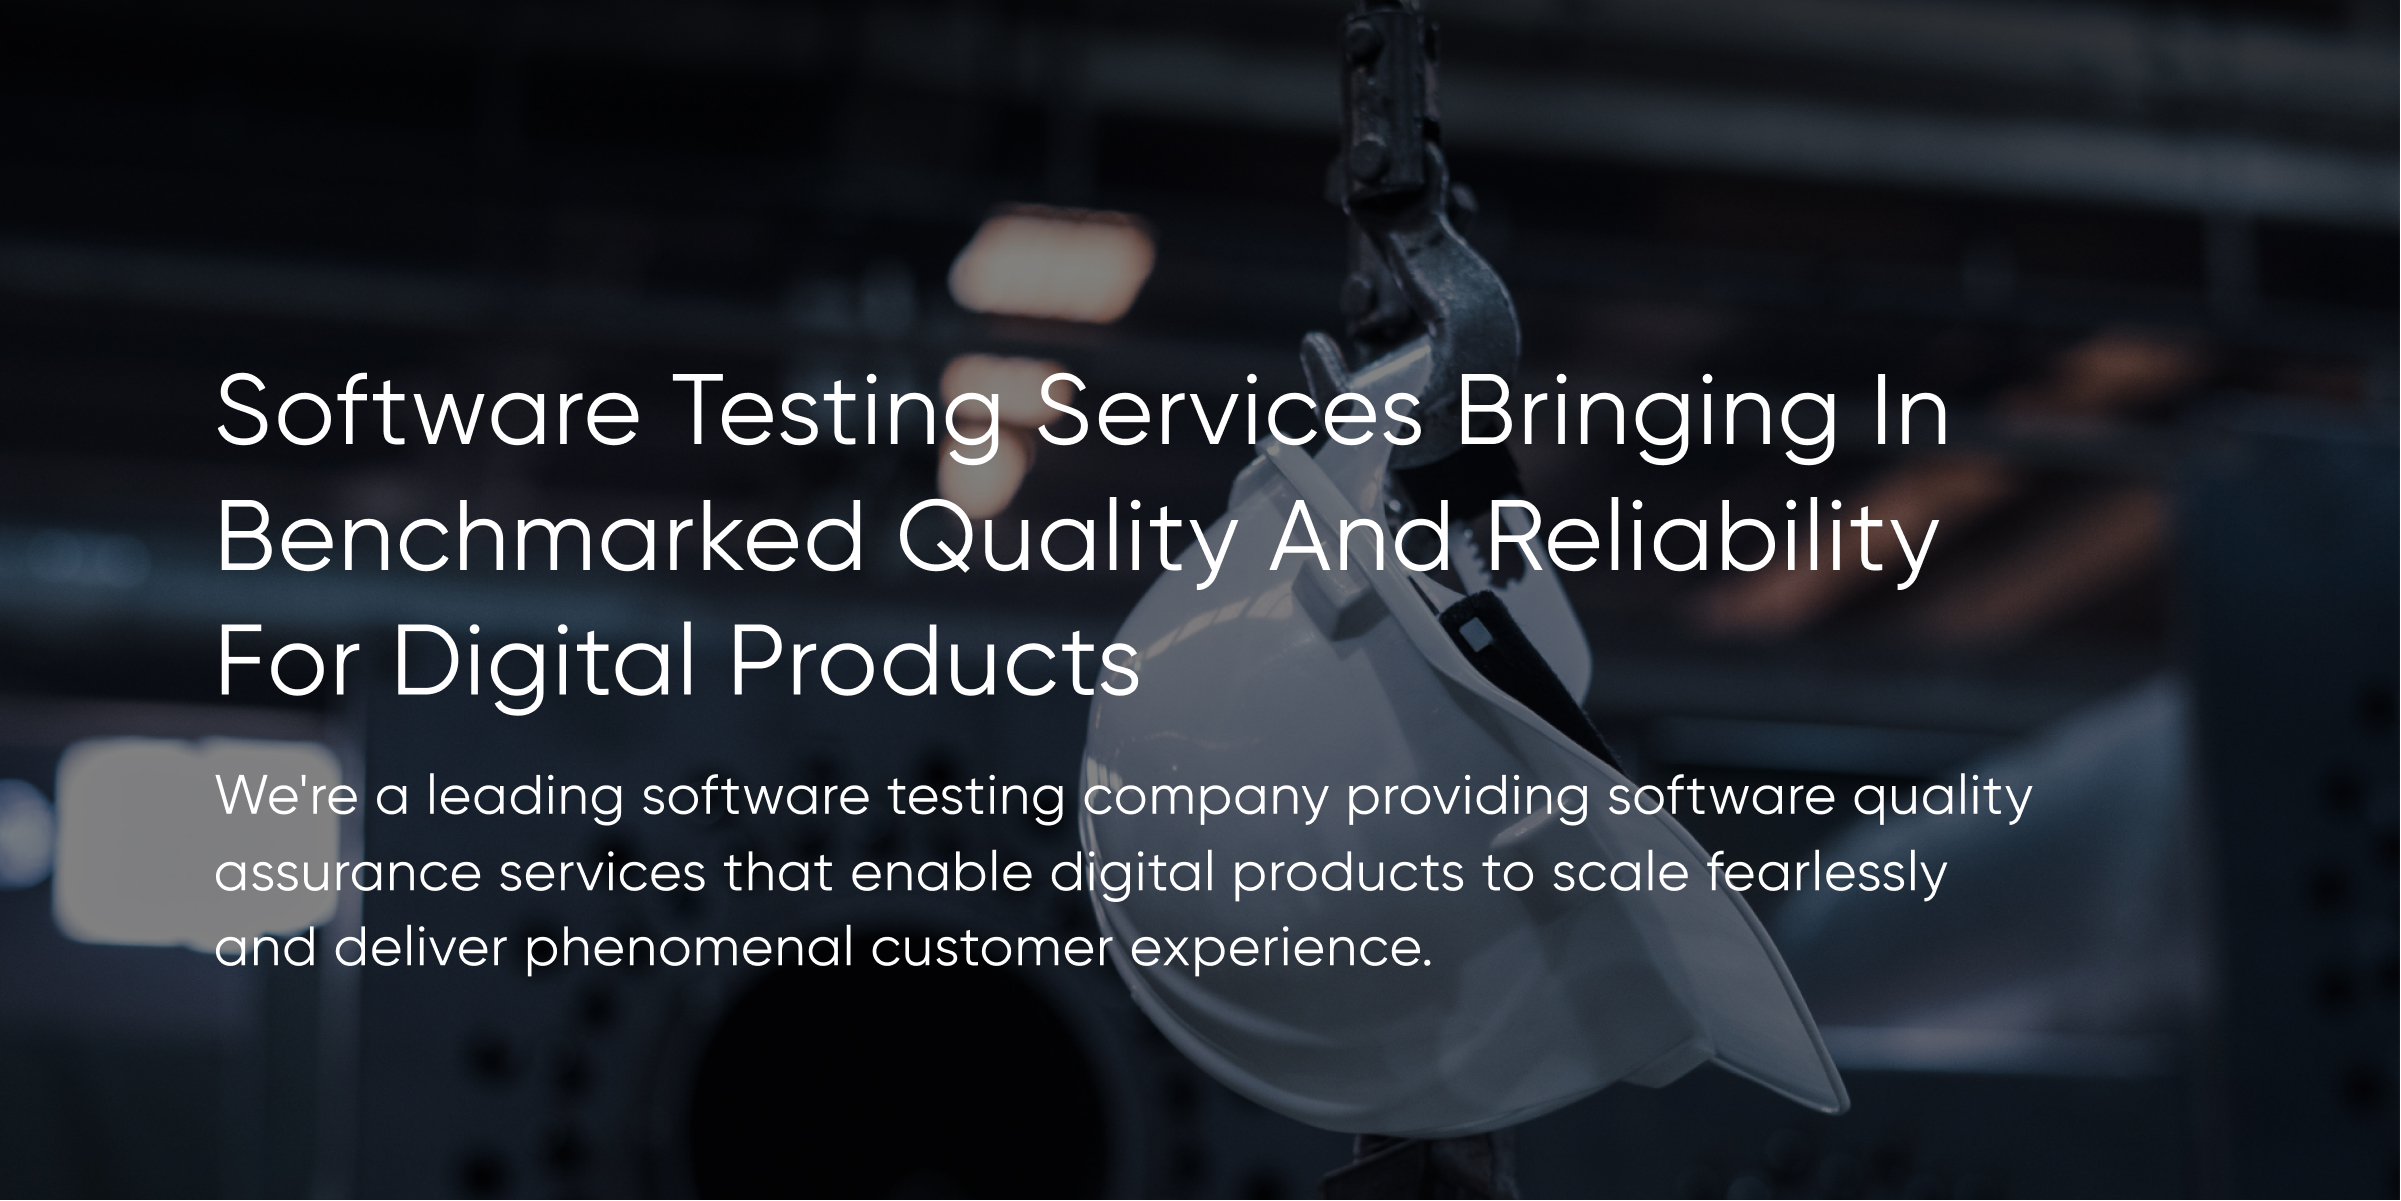 Software Testing Services Bringing In
Benchmarked Quality And Reliability
For Digital Products
We're a leading software testing company providing software quality
assurance services that enable digital products to scale fearlessly
and deliver phenomenal customer experience.